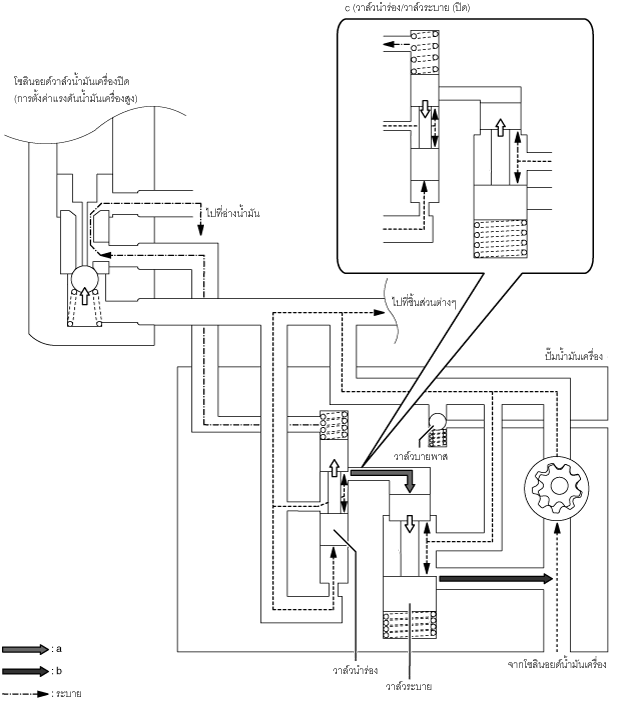 c (วาล์วนำร่อง/วาล์วระบาย (ปิด)
โซลินอยด์วาล์วน้ำมันเครื่องปิด
(การตั้งค่าแรงดันน้ำมันเครื่องสูง)
ไปที่อ่างน้ำมัน
ไปที่ชิ้นส่วนต่างๆ
ปั๊มน้ำมันเครื่อง
วาล์วบายพาส
: a
: b
: ระบาย
วาล์วนำร่อง
วาล์วระบาย
จากโซลินอยด์น้ำมันเครื่อง